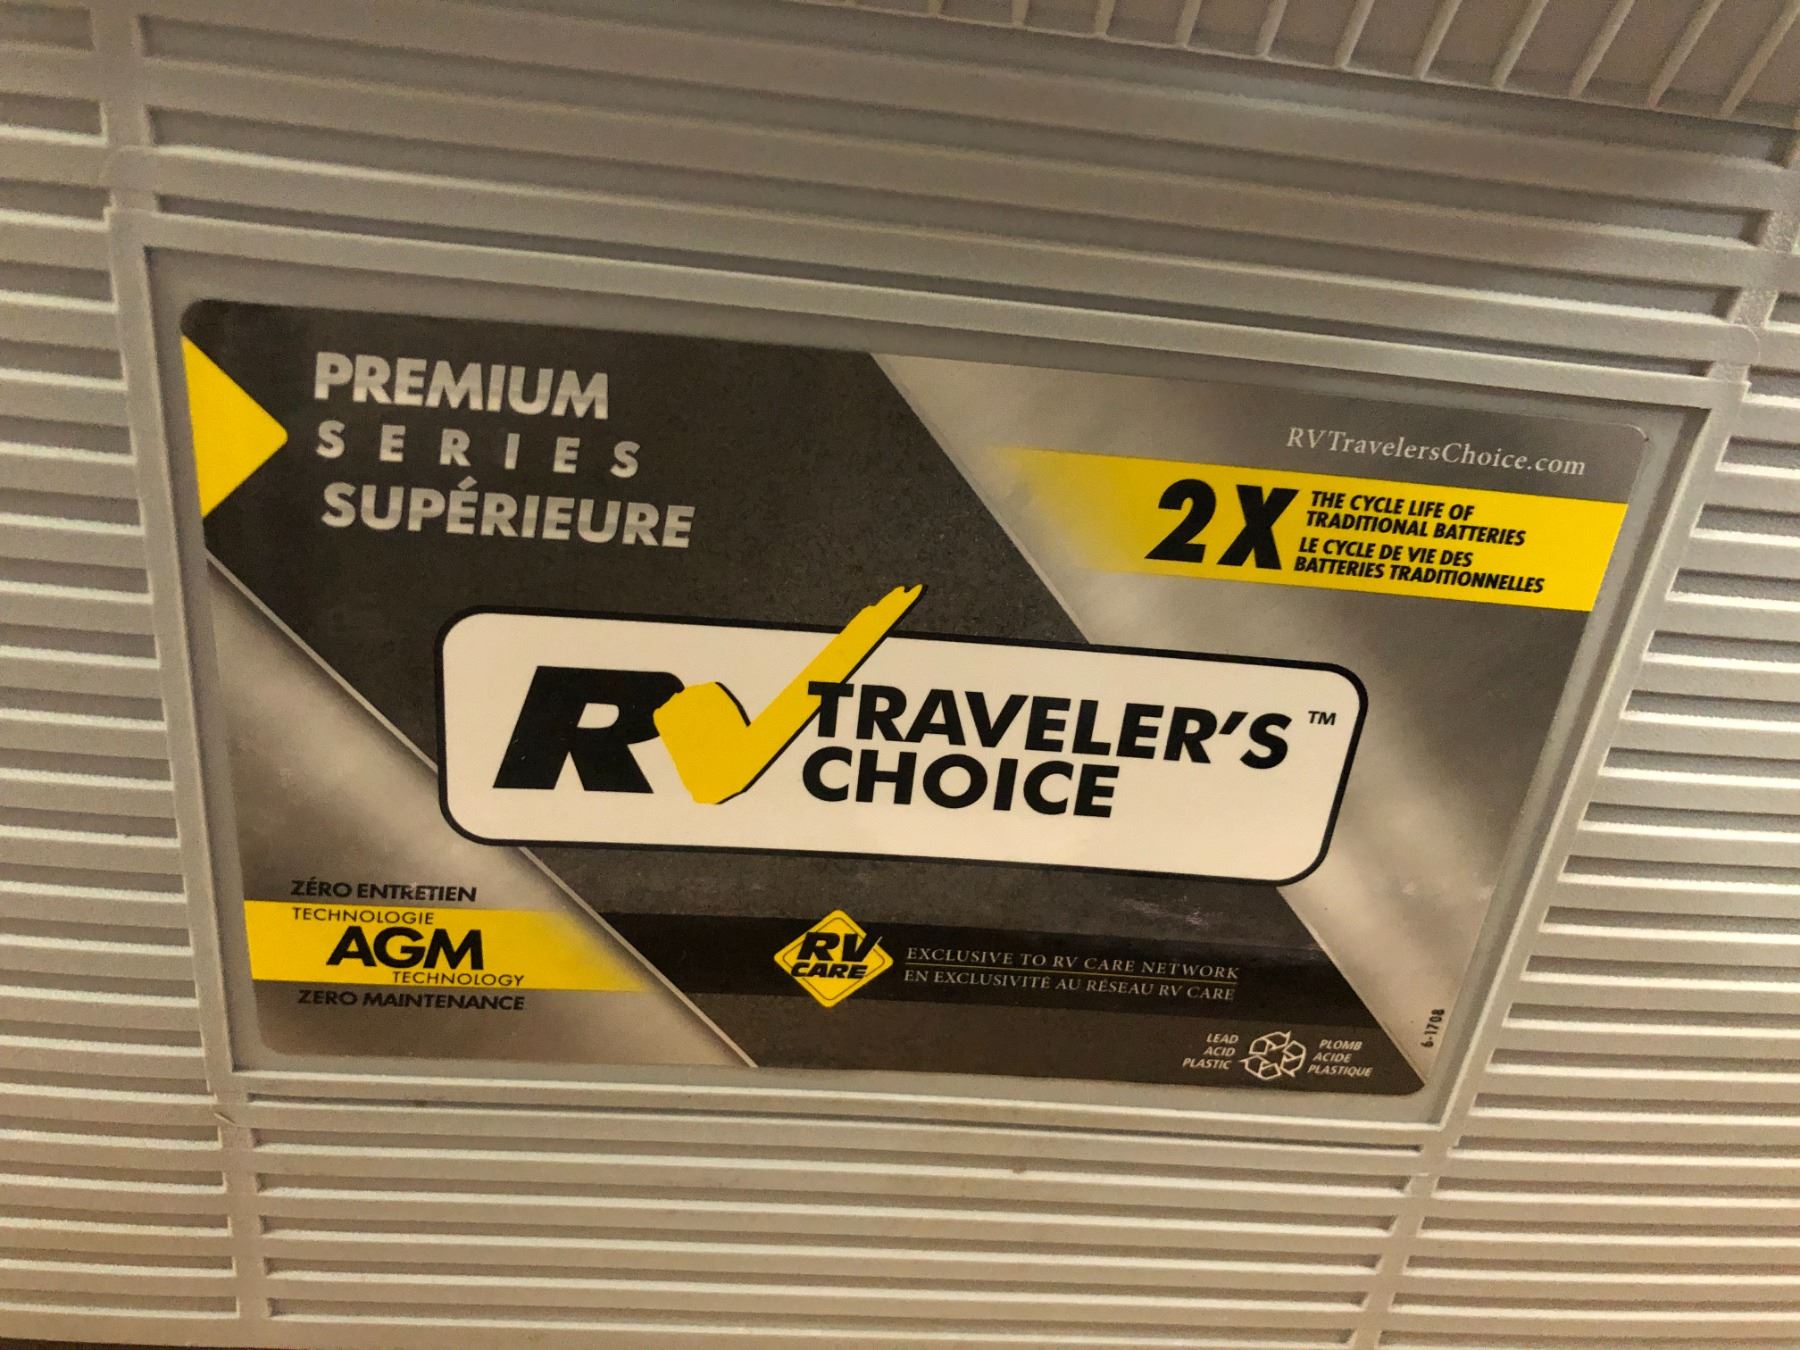 PREMIUM
SERIES
SUPÉRIEURE
RVTravelersChoice.com
2X THE CYCLE LIFE OF
TRADITIONAL BATTERIES
LE CYCLE DE VIE DES
BATTERIES TRADITIONNELLES
RV TRAVELER'S ™
CHOICE
ZÉRO ENTRETIEN
TECHNOLOGIE
AGM
TECHNOLOGY
ZERO MAINTENANCE
RV
CARE
EXCLUSIVE TO RV CARE NETWORK
EN EXCLUSIVITÉ AU RÉSEAU RV CARE
LEAD
ACID
PLASTIC
PLOMB
ACIDE
PLASTIQUE
6-1708